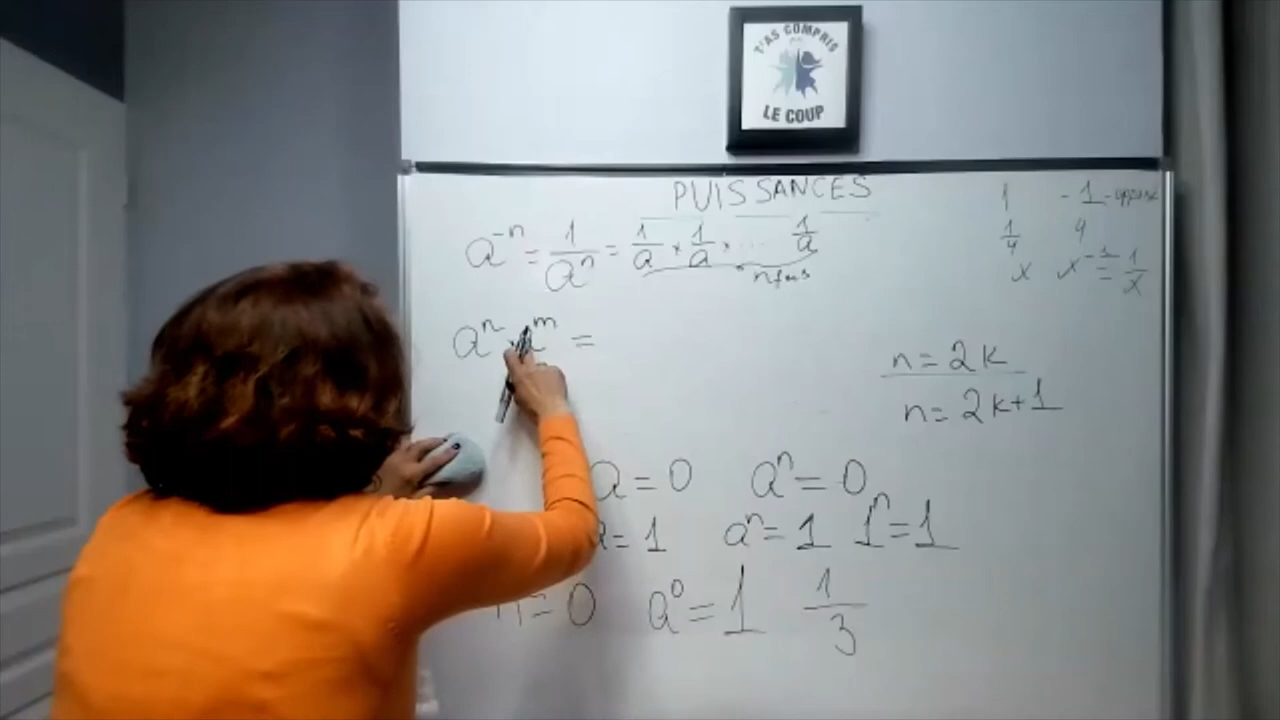 T'AS COMPRIS
LE COUP
PUISSANCES
1 -1 - opposé
a⁻ⁿ = 1/aⁿ = 1/a × 1/a × ... 1/a
n fois
1/4 4
x x⁻¹ = 1/x
aⁿ × aᵐ =
n = 2k
n = 2k+1
a = 0 aⁿ = 0
a = 1 aⁿ = 1 1ⁿ = 1
n = 0 a⁰ = 1 1/3